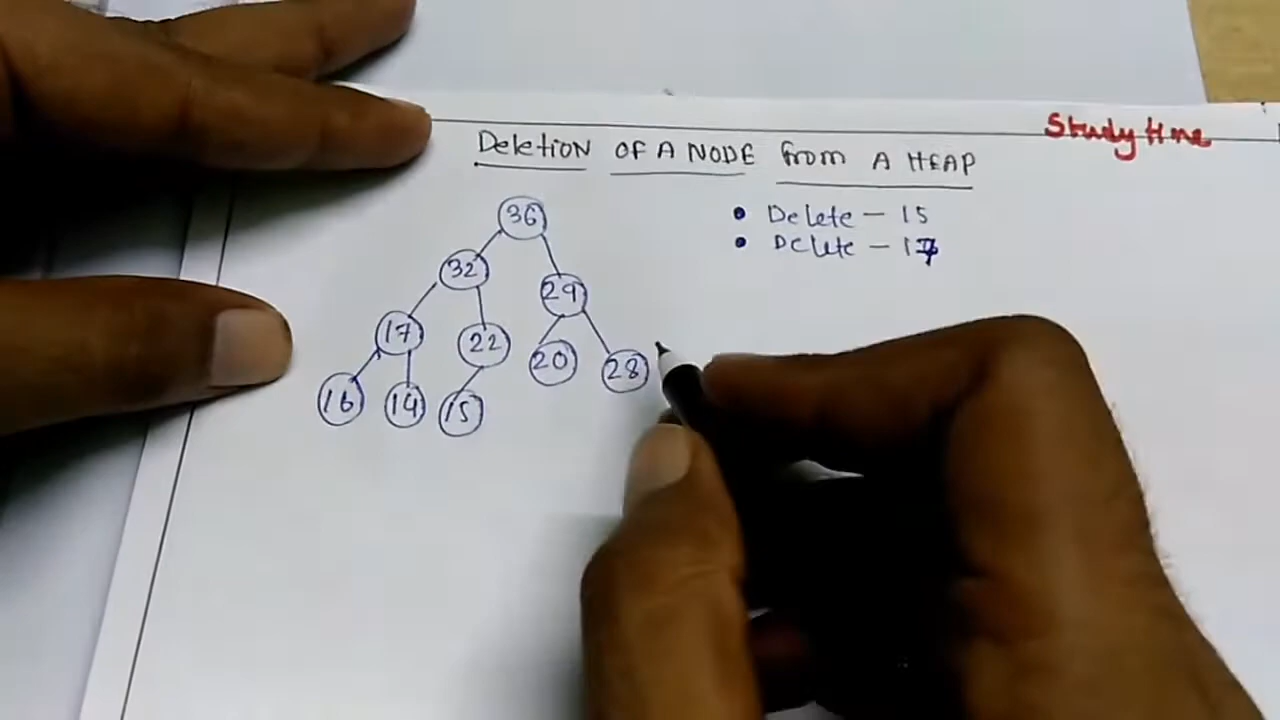 Study time
Deletion OF A NODE from A HEAP
• Delete – 15
• Delete – 17
36
32
29
17
22
20
28
16
14
15